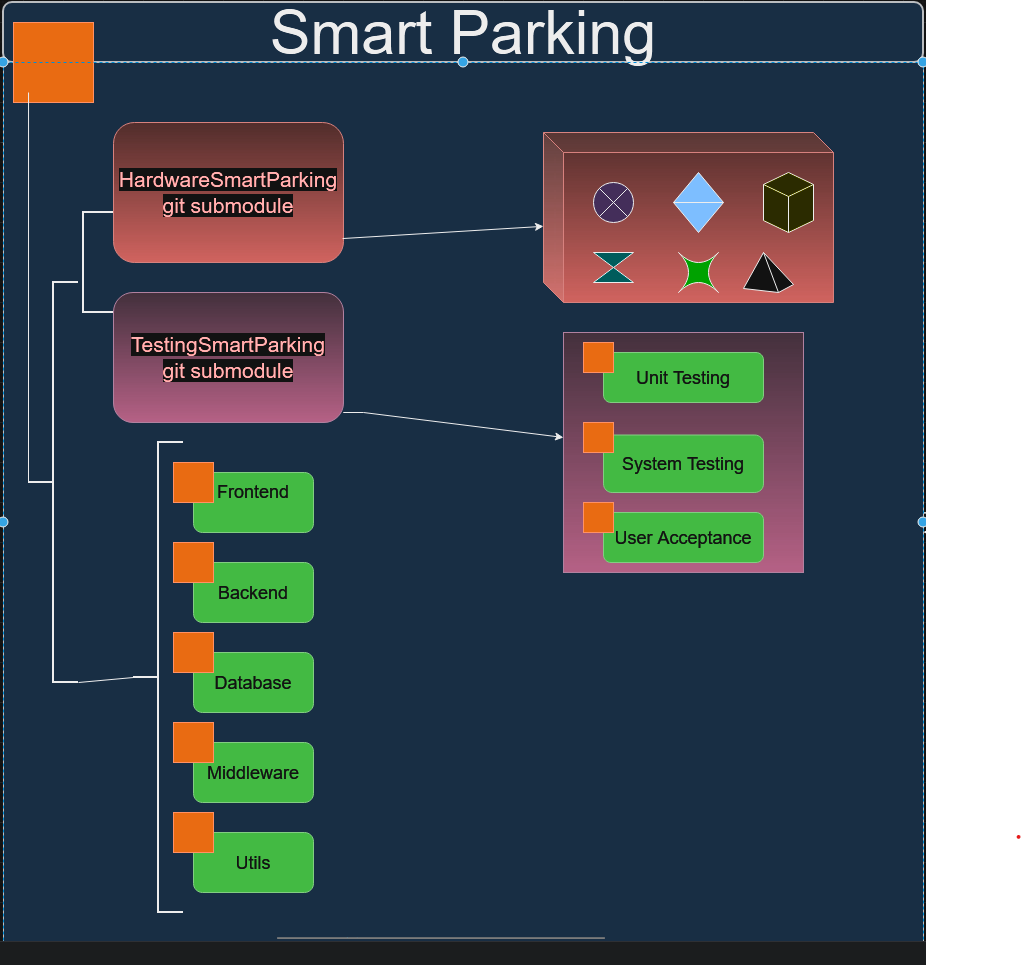 Smart Parking
HardwareSmartParking
git submodule
TestingSmartParking
git submodule
Unit Testing
System Testing
User Acceptance
Frontend
Backend
Database
Middleware
Utils